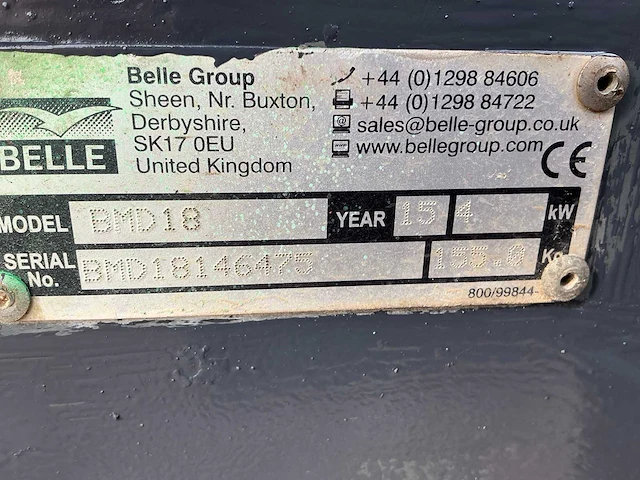 Belle Group
Sheen, Nr. Buxton,
Derbyshire,
SK17 0EU
United Kingdom
+44 (0)1298 84606
+44 (0)1298 84722
sales@belle-group.co.uk
www.bellegroup.com
CE
BELLE
MODEL BMD18 YEAR 15 4 kW
SERIAL No. BMD18146475 155.0 Kg
800/99844-